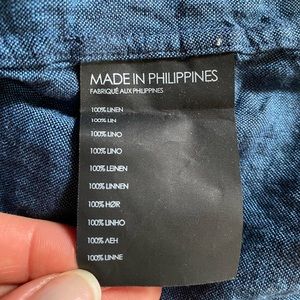 MADE IN PHILIPPINES
FABRIQUÉ AUX PHILIPPINES
100% LINEN
100% LIN
100% LINO
100% LINO
100% LEINEN
100% LINNEN
100% HØR
100% LINHO
100% ΛΕΗ
100% LINNE